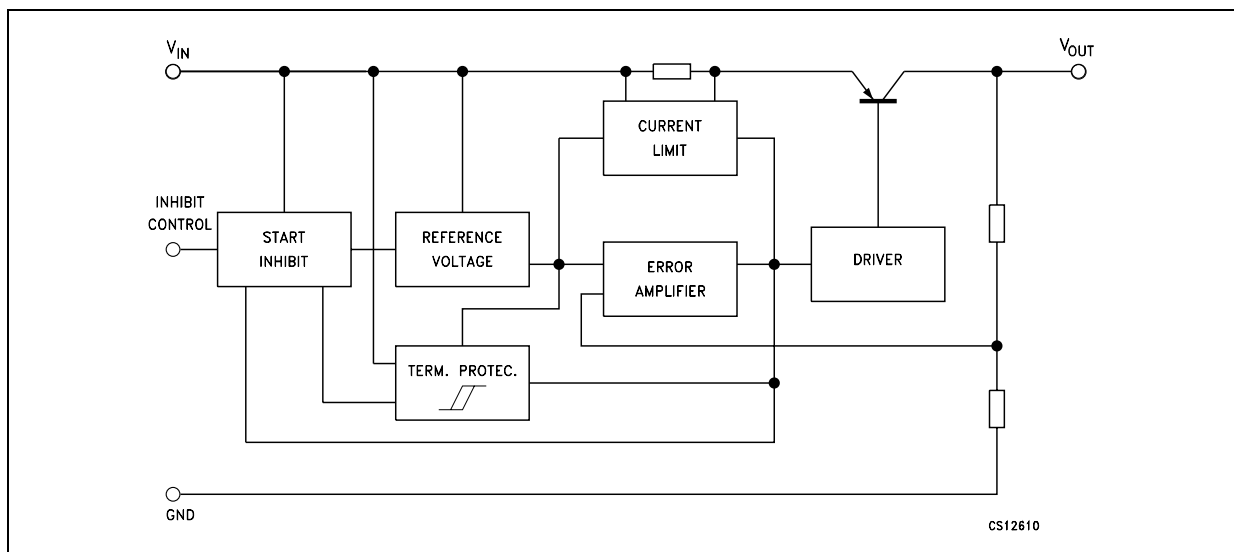 VIN
VOUT
CURRENT
LIMIT
INHIBIT
CONTROL
START
INHIBIT
REFERENCE
VOLTAGE
ERROR
AMPLIFIER
DRIVER
TERM. PROTEC.
GND
CS12610